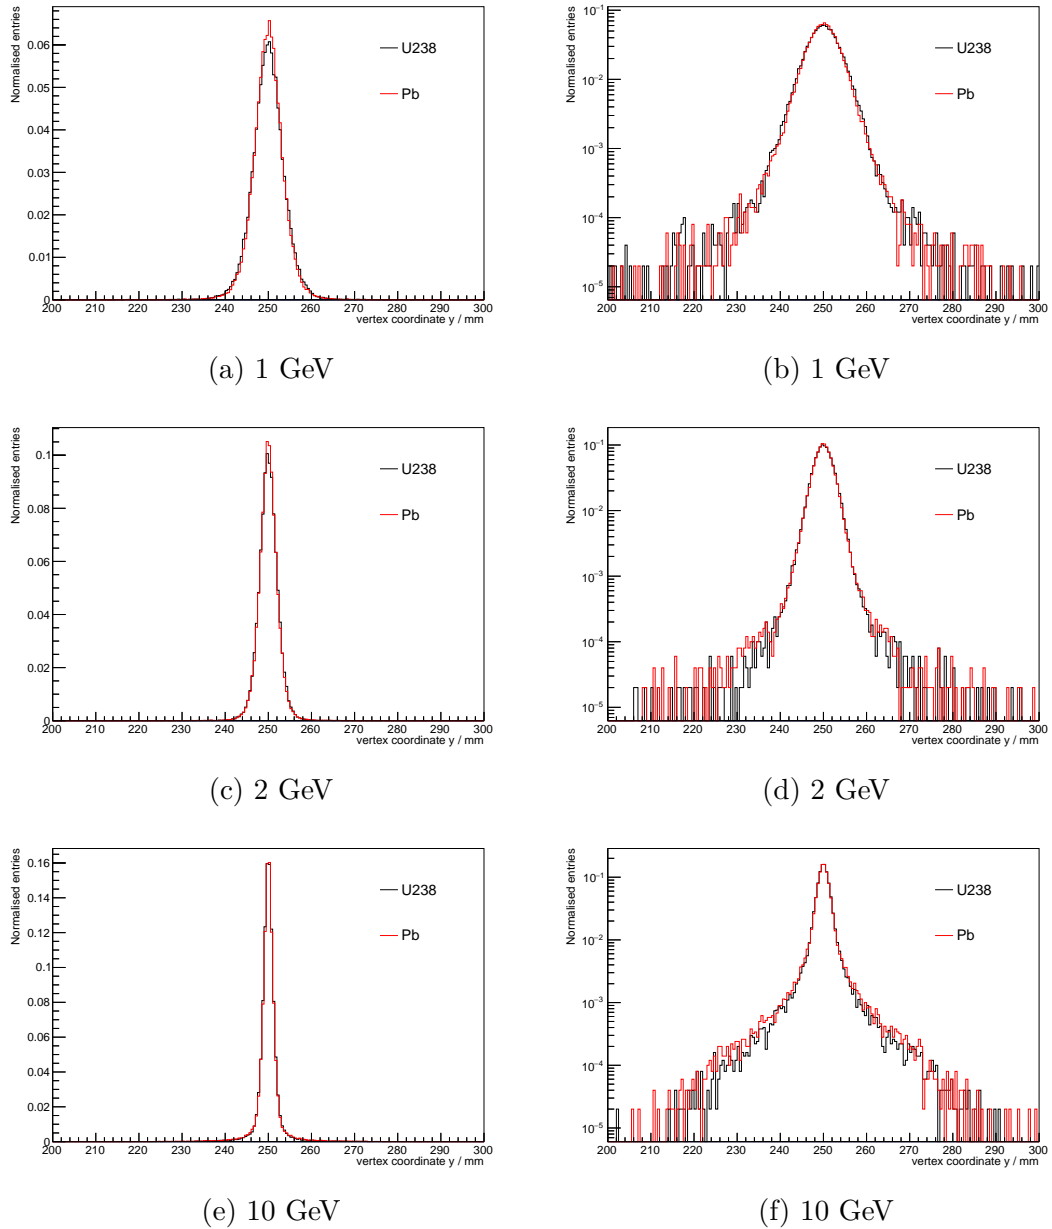 Normalised entries
0.06
0.05
0.04
0.03
0.02
0.01
0
200 210 220 230 240 250 260 270 280 290 300
vertex coordinate y / mm
U238
Pb
(a) 1 GeV
Normalised entries
10⁻¹
10⁻²
10⁻³
10⁻⁴
10⁻⁵
200 210 220 230 240 250 260 270 280 290 300
vertex coordinate y / mm
U238
Pb
(b) 1 GeV
Normalised entries
0.1
0.08
0.06
0.04
0.02
0
200 210 220 230 240 250 260 270 280 290 300
vertex coordinate y / mm
U238
Pb
(c) 2 GeV
Normalised entries
10⁻¹
10⁻²
10⁻³
10⁻⁴
10⁻⁵
200 210 220 230 240 250 260 270 280 290 300
vertex coordinate y / mm
U238
Pb
(d) 2 GeV
Normalised entries
0.16
0.14
0.12
0.1
0.08
0.06
0.04
0.02
0
200 210 220 230 240 250 260 270 280 290 300
vertex coordinate y / mm
U238
Pb
(e) 10 GeV
Normalised entries
10⁻¹
10⁻²
10⁻³
10⁻⁴
10⁻⁵
200 210 220 230 240 250 260 270 280 290 300
vertex coordinate y / mm
U238
Pb
(f) 10 GeV